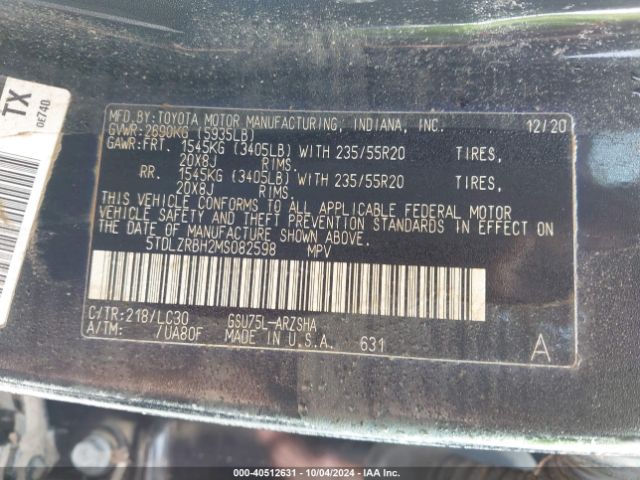 TX
0E740
MFD. BY: TOYOTA MOTOR MANUFACTURING, INDIANA, INC. 12/20
GVWR: 2690KG (5935LB)
GAWR: FRT. 1545KG (3405LB) WITH 235/55R20 TIRES,
20X8J RIMS.
RR. 1545KG (3405LB) WITH 235/55R20 TIRES,
20X8J RIMS.
THIS VEHICLE CONFORMS TO ALL APPLICABLE FEDERAL MOTOR
VEHICLE SAFETY AND THEFT PREVENTION STANDARDS IN EFFECT ON
THE DATE OF MANUFACTURE SHOWN ABOVE.
5TDLZRBH2MS082598 MPV
C/TR: 218/LC30 GSU75L-ARZSHA
A/TM: /UA80F MADE IN U.S.A. 631
A
000-40512631 | 10/04/2024 | IAA Inc.